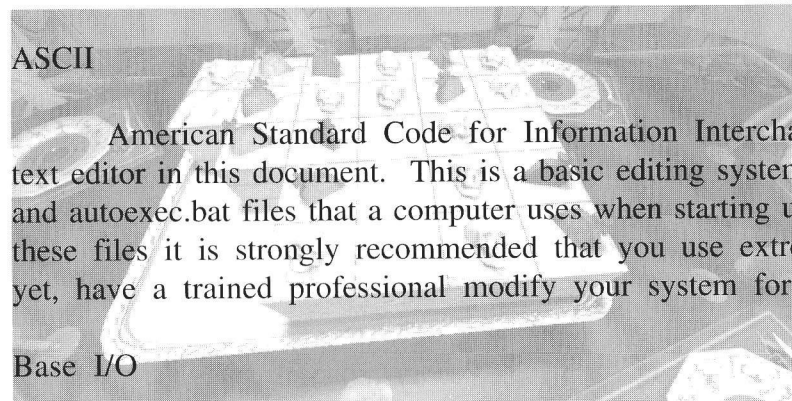 ASCII
American Standard Code for Information Intercha
text editor in this document. This is a basic editing system
and autoexec.bat files that a computer uses when starting u
these files it is strongly recommended that you use extre
yet, have a trained professional modify your system for
Base I/O